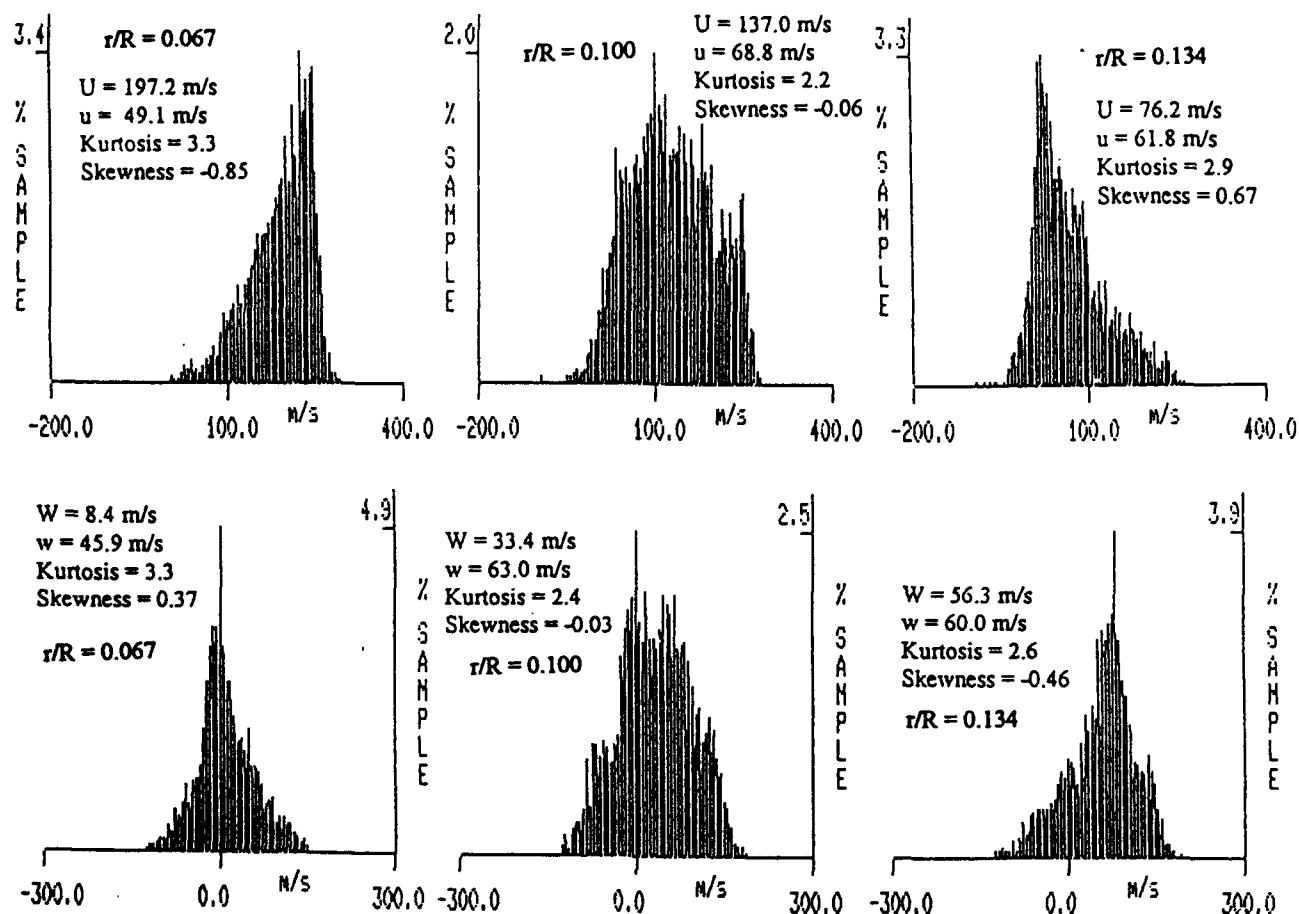 3.4
r/R = 0.067
U = 197.2 m/s
u = 49.1 m/s
Kurtosis = 3.3
Skewness = -0.85
% SAMPLE
-200.0 100.0 M/S 400.0
2.0
r/R = 0.100
U = 137.0 m/s
u = 68.8 m/s
Kurtosis = 2.2
Skewness = -0.06
% SAMPLE
-200.0 100.0 M/S 400.0
3.3
r/R = 0.134
U = 76.2 m/s
u = 61.8 m/s
Kurtosis = 2.9
Skewness = 0.67
% SAMPLE
-200.0 100.0 M/S 400.0
W = 8.4 m/s
w = 45.9 m/s
Kurtosis = 3.3
Skewness = 0.37
r/R = 0.067
4.9
% SAMPLE
-300.0 0.0 M/S 300.0
W = 33.4 m/s
w = 63.0 m/s
Kurtosis = 2.4
Skewness = -0.03
r/R = 0.100
2.5
% SAMPLE
-300.0 0.0 M/S 300.0
W = 56.3 m/s
w = 60.0 m/s
Kurtosis = 2.6
Skewness = -0.46
r/R = 0.134
3.9
% SAMPLE
-300.0 0.0 M/S 300.0